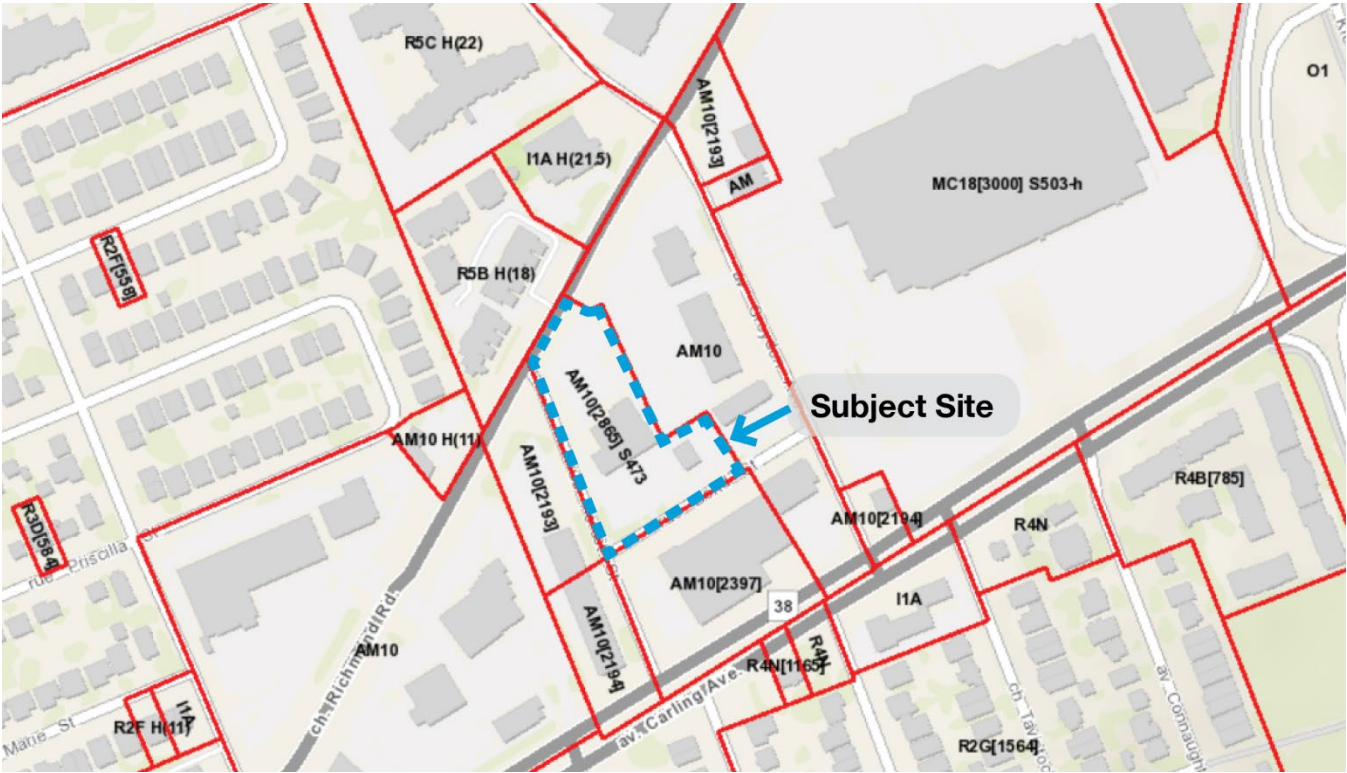 R5C H(22)
O1
AM10[2193]
I1A H(21.5)
AM
MC18[3000] S503-h
R2F[558]
R5B H(18)
AM10
AM10[2865] S473
Subject Site
AM10 H(11)
AM10[2193]
R4B[785]
R3D[584]
rue Priscilla St
AM10[2194]
R4N
AM10[2397]
38
I1A
AM10
ch. Richmond Rd.
AM10[2194]
R4N[1165]
R4N
av. Carling Ave.
R2F H(11)
I1A
Marie St
av. Connaught
R2G[1564]